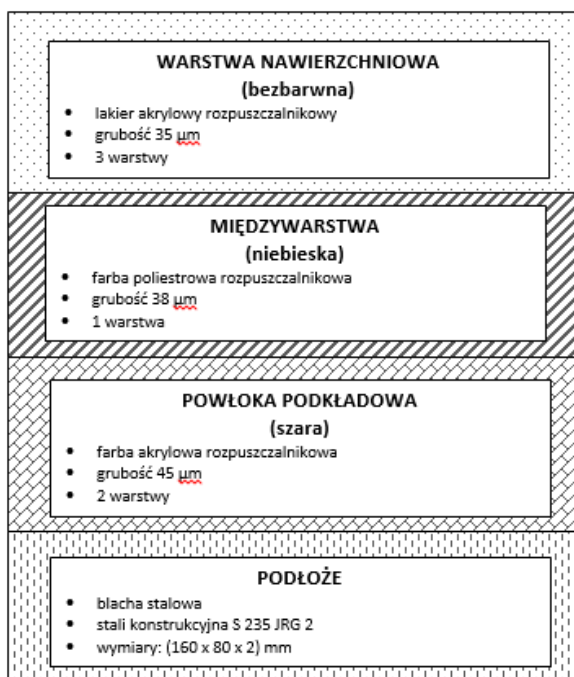 WARSTWA NAWIERZCHNIOWA
(bezbarwna)
• lakier akrylowy rozpuszczalnikowy
• grubość 35 µm
• 3 warstwy
MIĘDZYWARSTWA
(niebieska)
• farba poliestrowa rozpuszczalnikowa
• grubość 38 µm
• 1 warstwa
POWŁOKA PODKŁADOWA
(szara)
• farba akrylowa rozpuszczalnikowa
• grubość 45 µm
• 2 warstwy
PODŁOŻE
• blacha stalowa
• stali konstrukcyjna S 235 JRG 2
• wymiary: (160 x 80 x 2) mm